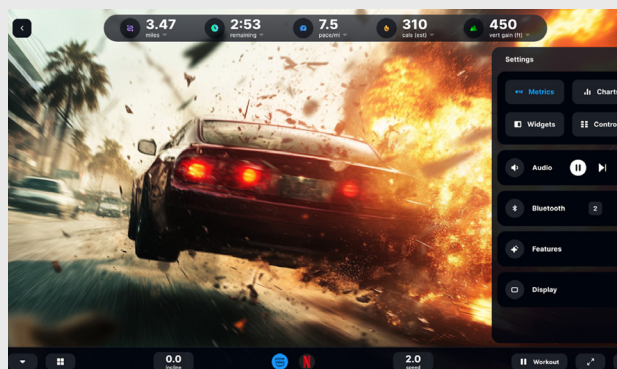 3.47
miles
2:53
remaining
7.5
pace/mi
310
cals (est)
450
vert gain (ft)
Settings
Metrics
Charts
Widgets
Contro
Audio
Bluetooth
2
Features
Display
0.0
incline
N
2.0
speed
Workout